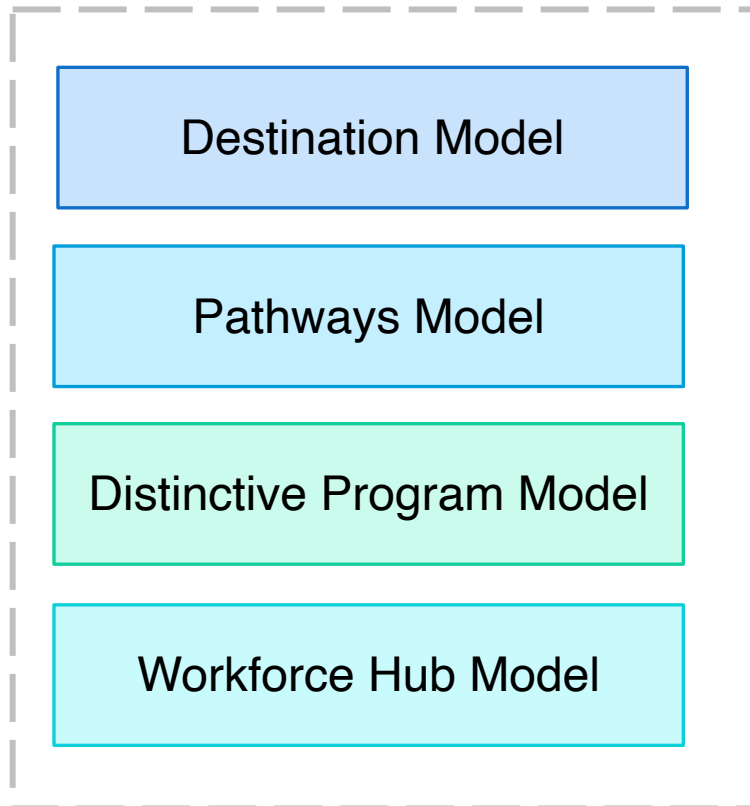 Destination Model
Pathways Model
Distinctive Program Model
Workforce Hub Model